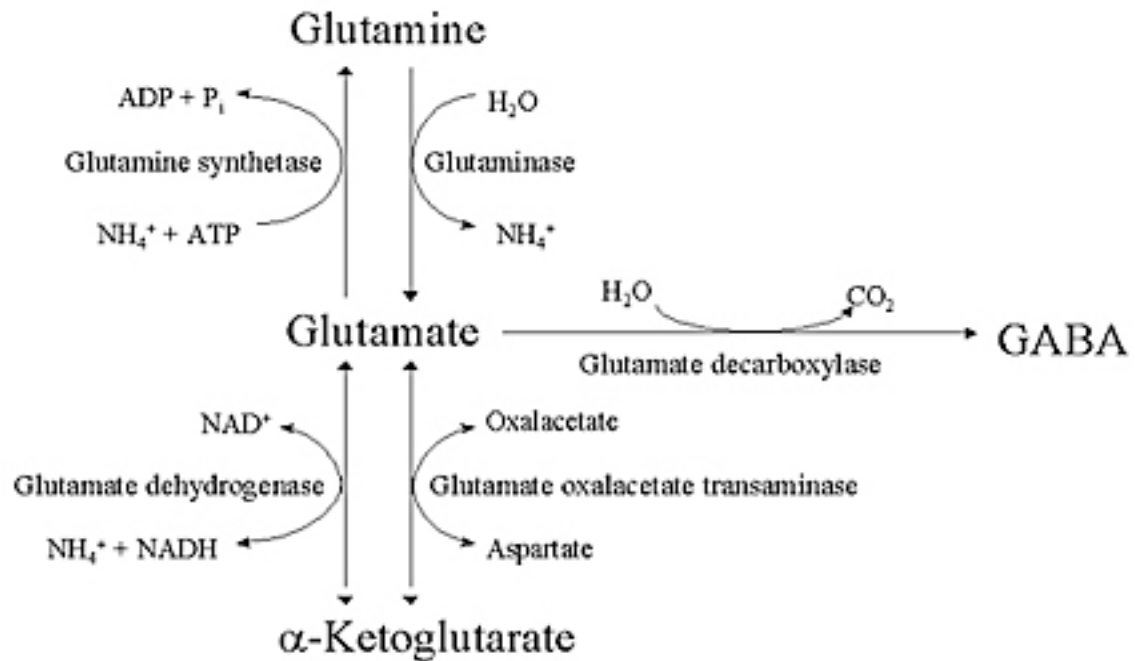 Glutamine
ADP + Pᵢ
H₂O
Glutamine synthetase
Glutaminase
NH₄⁺ + ATP
NH₄⁺
H₂O
CO₂
Glutamate
GABA
Glutamate decarboxylase
NAD⁺
Oxalacetate
Glutamate dehydrogenase
Glutamate oxalacetate transaminase
NH₄⁺ + NADH
Aspartate
α-Ketoglutarate